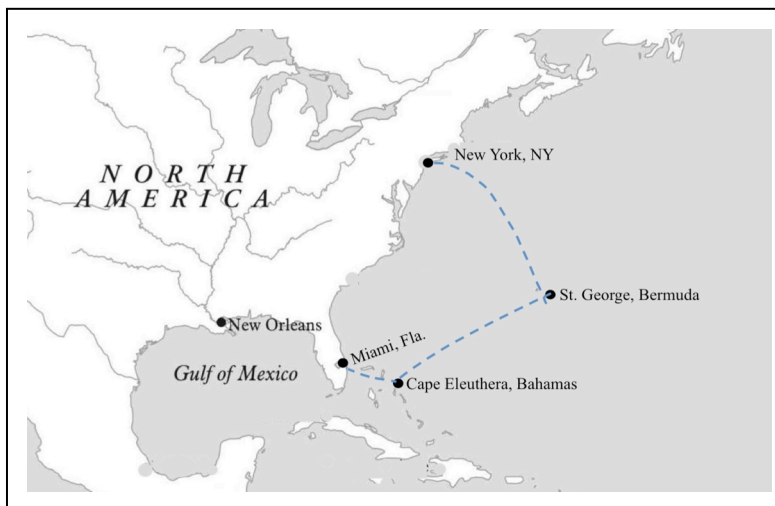 New York, NY
N O R T H
A M E R I C A
St. George, Bermuda
New Orleans
Miami, Fla.
Gulf of Mexico
Cape Eleuthera, Bahamas